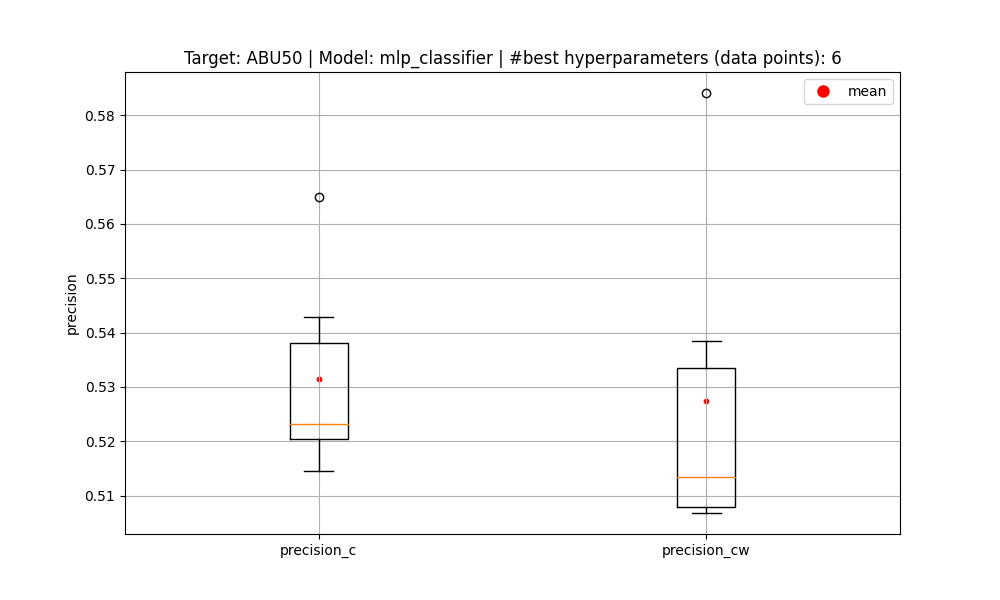 Target: ABU50 | Model: mlp_classifier | #best hyperparameters (data points): 6
mean
0.58
0.57
0.56
0.55
0.54
0.53
0.52
0.51
precision
precision_c
precision_cw